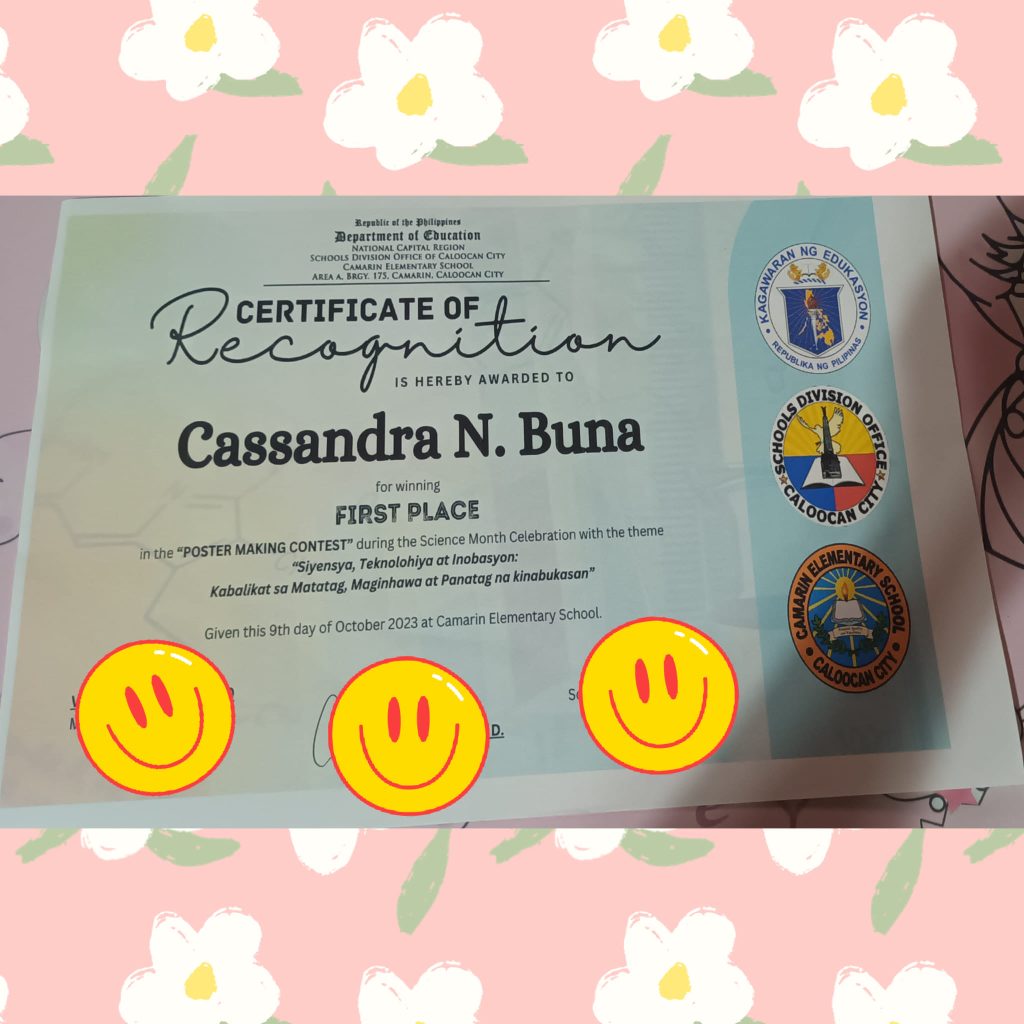 Republic of the Philippines
Department of Education
NATIONAL CAPITAL REGION
SCHOOLS DIVISION OFFICE OF CALOOCAN CITY
CAMARIN ELEMENTARY SCHOOL
AREA A, BRGY. 175, CAMARIN, CALOOCAN CITY
CERTIFICATE OF
Recognition
IS HEREBY AWARDED TO
Cassandra N. Buna
for winning
FIRST PLACE
in the “POSTER MAKING CONTEST” during the Science Month Celebration with the theme
“Siyensya, Teknolohiya at Inobasyon:
Kabalikat sa Matatag, Maginhawa at Panatag na kinabukasan”
Given this 9th day of October 2023 at Camarin Elementary School.
D.
KAGAWARAN NG EDUKASYON
REPUBLIKA NG PILIPINAS
SCHOOLS DIVISION OFFICE
CALOOCAN CITY
CAMARIN ELEMENTARY SCHOOL
CALOOCAN CITY